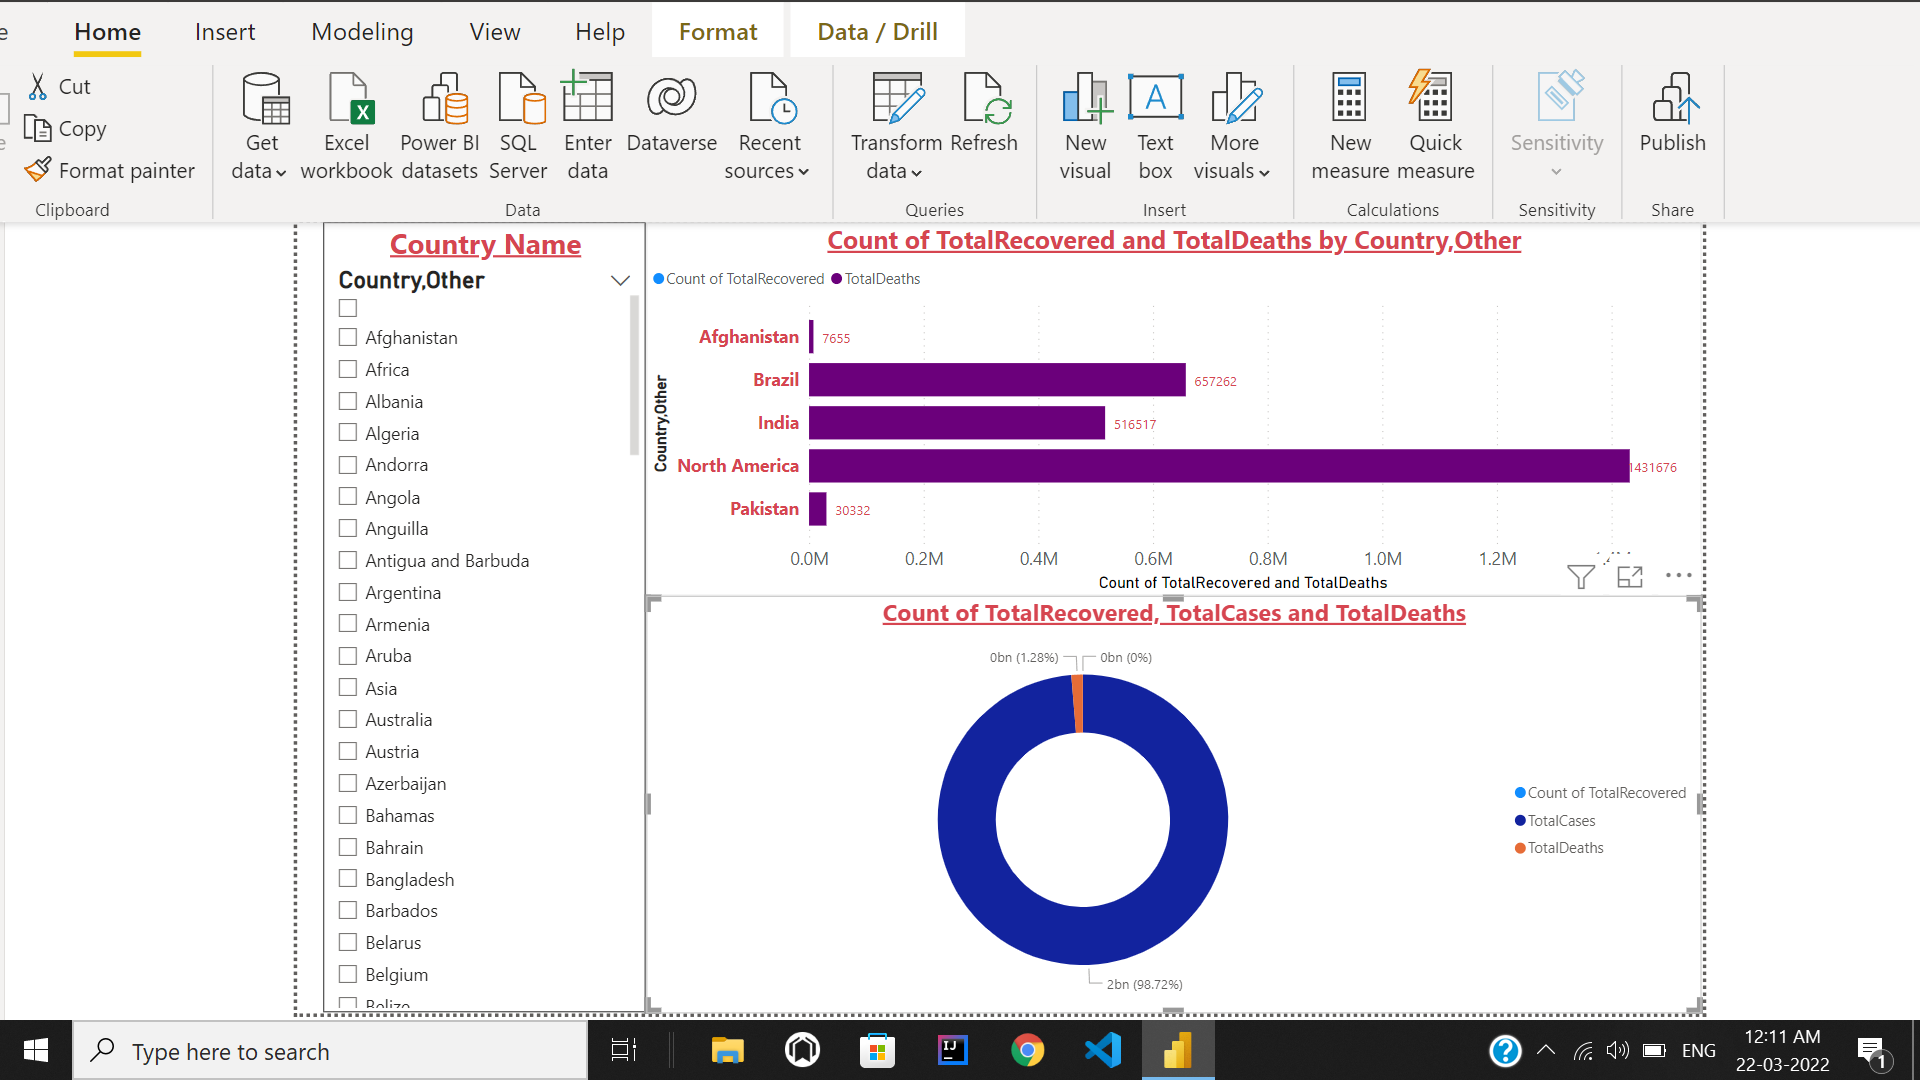 Home Insert Modeling View Help Format Data / Drill
Cut
Copy
Format painter
Clipboard
Get data
Excel workbook
Power BI datasets
SQL Server
Enter data
Dataverse
Recent sources
Data
Transform data
Refresh
Queries
New visual
Text box
More visuals
Insert
New measure
Quick measure
Calculations
Sensitivity
Sensitivity
Publish
Share
Country Name
Country,Other
Afghanistan
Africa
Albania
Algeria
Andorra
Angola
Anguilla
Antigua and Barbuda
Argentina
Armenia
Aruba
Asia
Australia
Austria
Azerbaijan
Bahamas
Bahrain
Bangladesh
Barbados
Belarus
Belgium
Belize
Count of TotalRecovered and TotalDeaths by Country,Other
Count of TotalRecovered TotalDeaths
Country,Other
Afghanistan 7655
Brazil 657262
India 516517
North America 1431676
Pakistan 30332
0.0M 0.2M 0.4M 0.6M 0.8M 1.0M 1.2M
Count of TotalRecovered and TotalDeaths
Count of TotalRecovered, TotalCases and TotalDeaths
0bn (1.28%) 0bn (0%)
Count of TotalRecovered
TotalCases
TotalDeaths
2bn (98.72%)
Type here to search
IJ
ENG
12:11 AM
22-03-2022
1